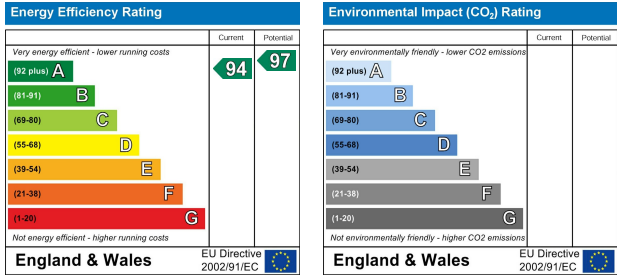 Energy Efficiency Rating
Current Potential
Very energy efficient - lower running costs
(92 plus) A
94
97
(81-91) B
(69-80) C
(55-68) D
(39-54) E
(21-38) F
(1-20) G
Not energy efficient - higher running costs
England & Wales
EU Directive
2002/91/EC
Environmental Impact (CO2) Rating
Current Potential
Very environmentally friendly - lower CO2 emissions
(92 plus) A
(81-91) B
(69-80) C
(55-68) D
(39-54) E
(21-38) F
(1-20) G
Not environmentally friendly - higher CO2 emissions
England & Wales
EU Directive
2002/91/EC